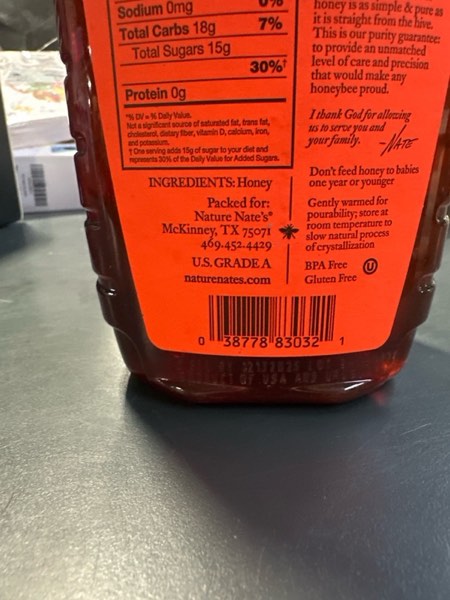 Sodium 0mg 0%
Total Carbs 18g 7%
Total Sugars 15g
30%†
Protein 0g
*% DV = % Daily Value.
Not a significant source of saturated fat, trans fat,
cholesterol, dietary fiber, vitamin D, calcium, iron,
and potassium.
† One serving adds 15g of sugar to your diet and
represents 30% of the Daily Value for Added Sugars.
INGREDIENTS: Honey
Packed for:
Nature Nate's®
McKinney, TX 75071
469.452.4429
U.S. GRADE A
naturenates.com
honey is as simple & pure as
it is straight from the hive.
This is our purity guarantee:
to provide an unmatched
level of care and precision
that would make any
honeybee proud.
I thank God for allowing
us to serve you and
your family. -NATE
Don't feed honey to babies
one year or younger
Gently warmed for
pourability; store at
room temperature to
slow natural process
of crystallization
BPA Free U
Gluten Free
0 38778 83032 1